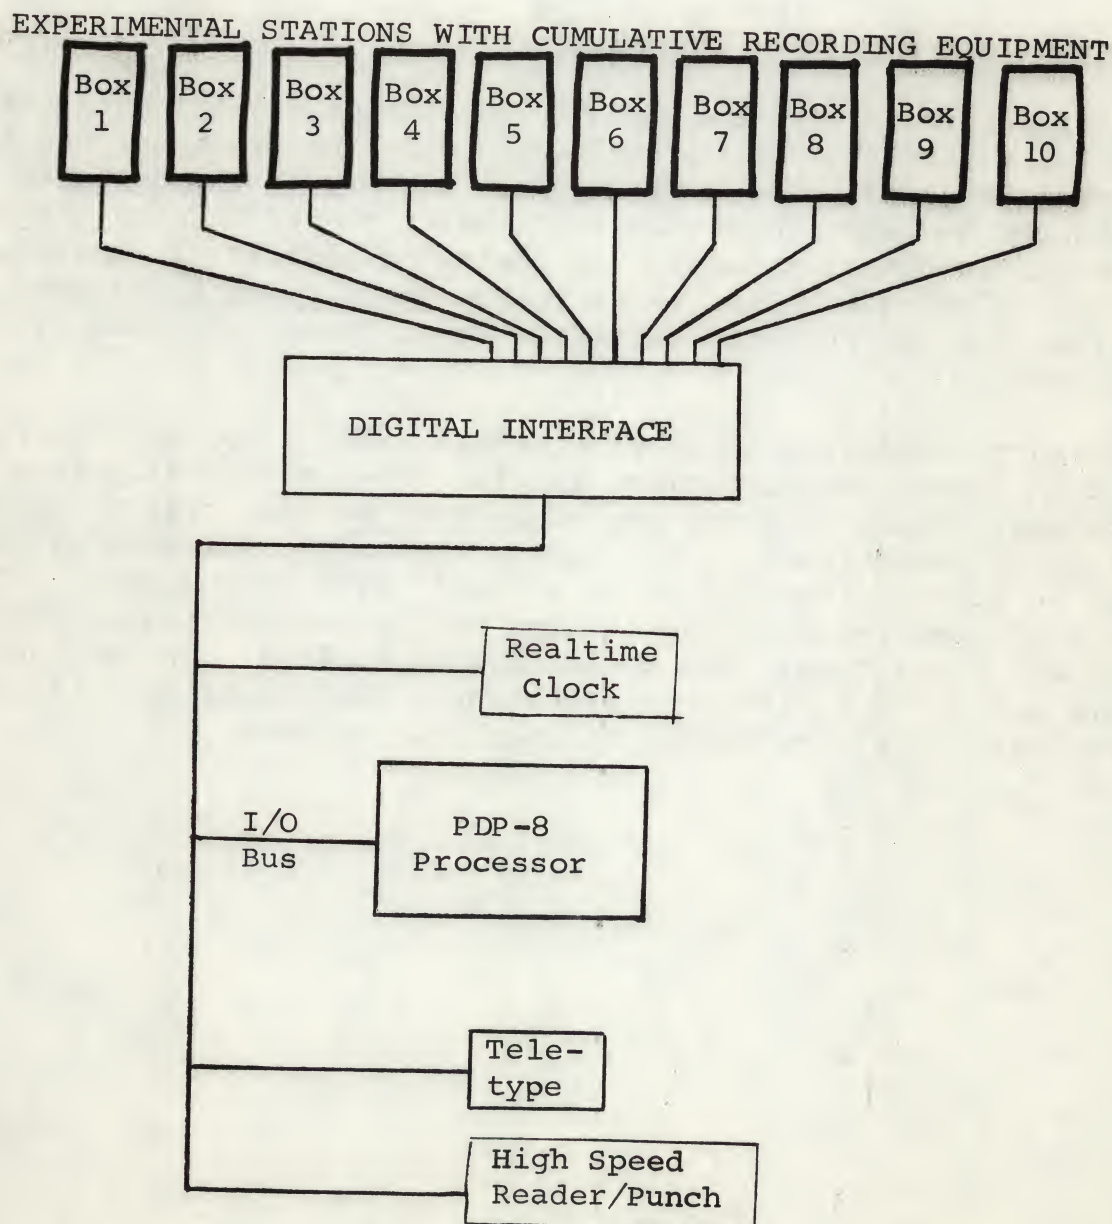 EXPERIMENTAL STATIONS WITH CUMULATIVE RECORDING EQUIPMENT
Box
1
Box
2
Box
3
Box
4
Box
5
Box
6
Box
7
Box
8
Box
9
Box
10
DIGITAL INTERFACE
Realtime
Clock
I/O
Bus
PDP-8
Processor
Tele-
type
High Speed
Reader/Punch